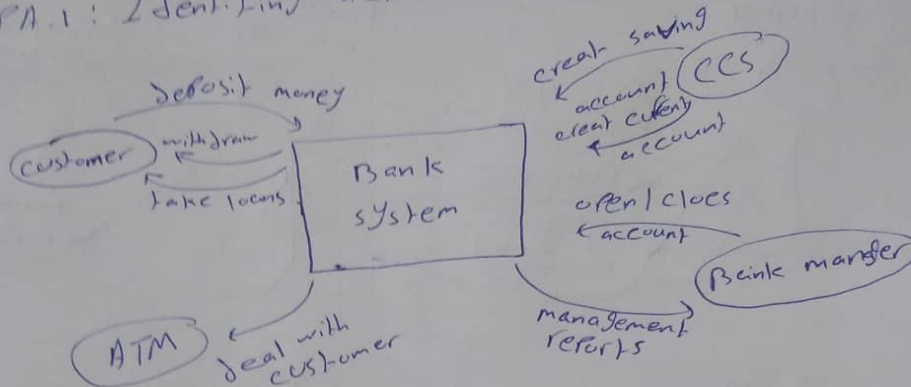 PA.1: Identifing
Deposit money
customer
withdraw
take loans
Bank
system
creat saving
account
creat current
account
CCS
open/cloes
account
Beink manger
management
reports
ATM
deal with
customer